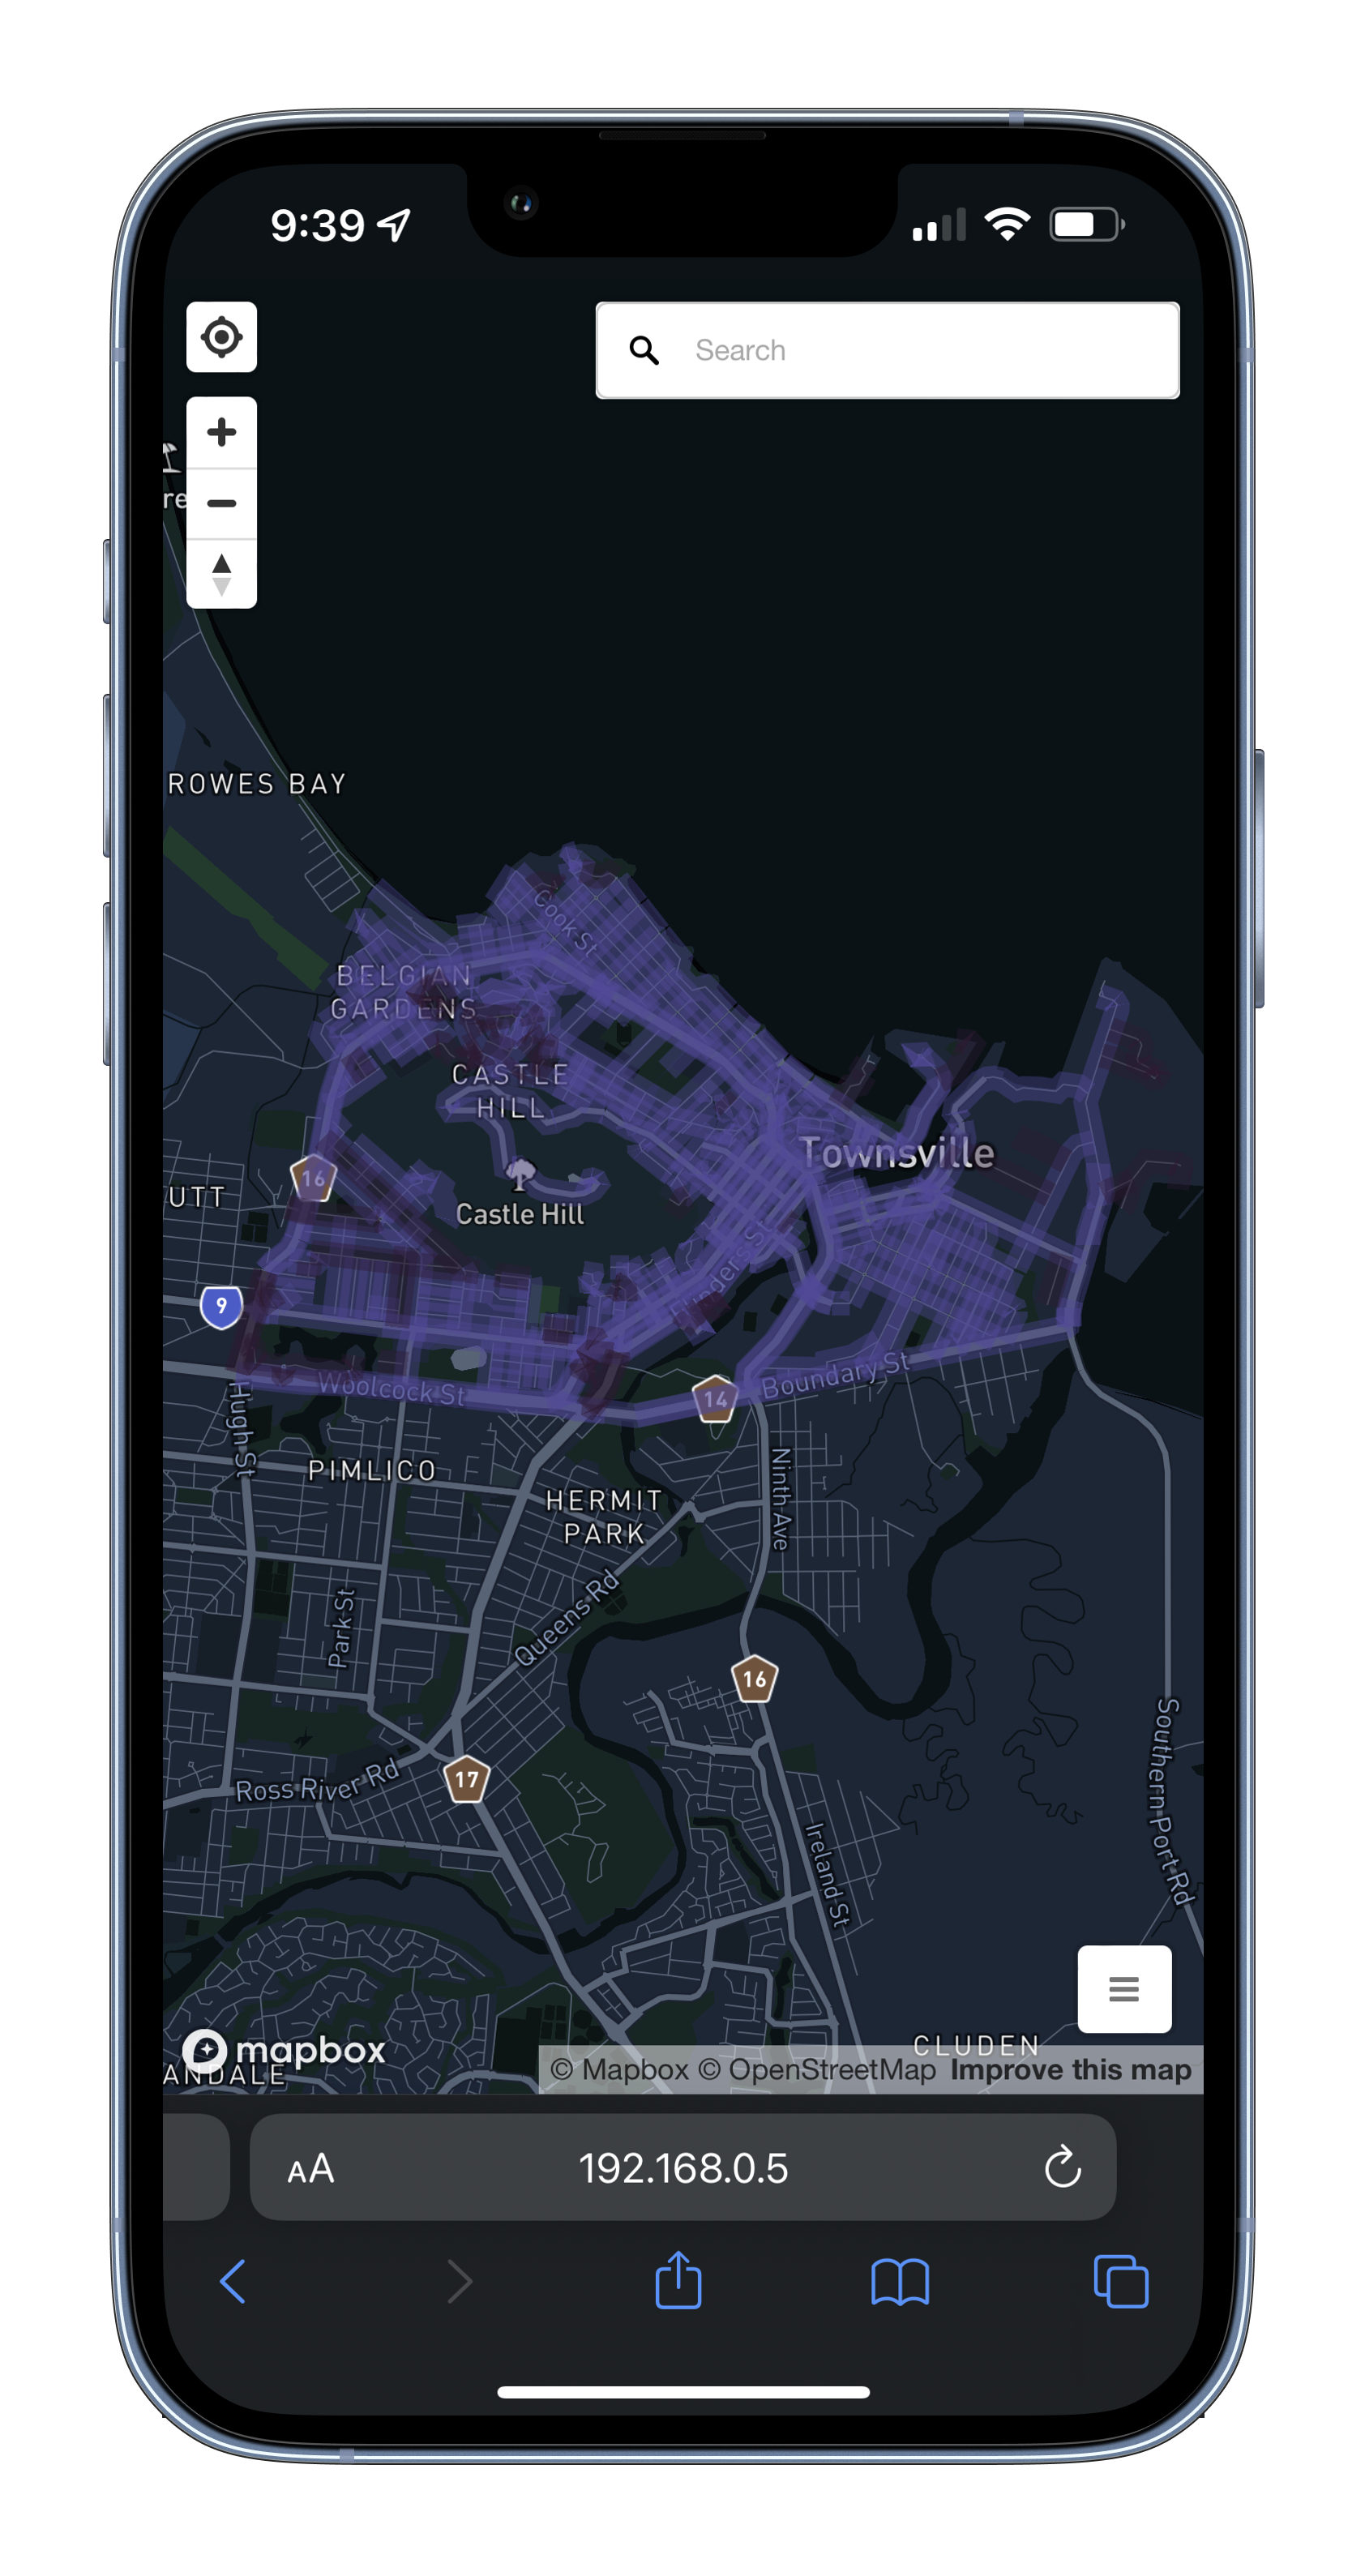 9:39
Search
re
ROWES BAY
Cook St
BELGIAN
GARDENS
CASTLE
HILL
Townsville
16
UTT
Castle Hill
9
Woolcock St
14
Boundary St
Hugh St
PIMLICO
HERMIT
PARK
Ninth Ave
Park St
Queens Rd
16
Ross River Rd
17
Ireland St
Southern Port Rd
CLUDEN
mapbox
ANDALE
© Mapbox © OpenStreetMap Improve this map
AA
192.168.0.5